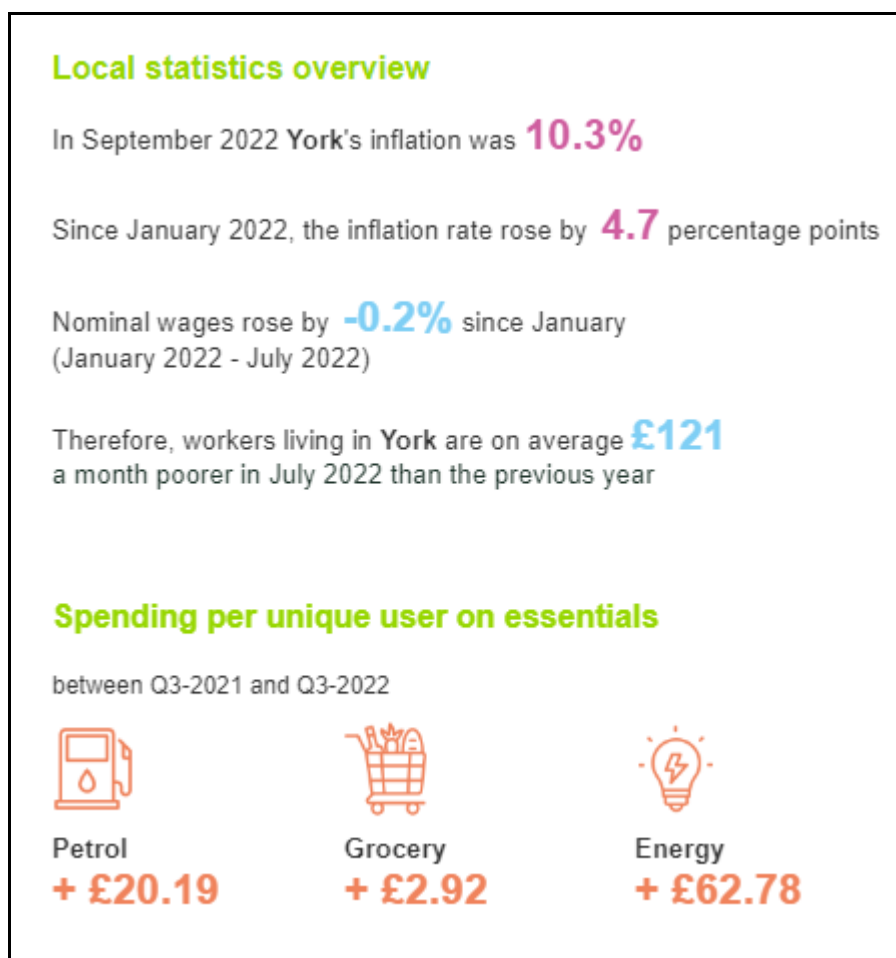 Local statistics overview
In September 2022 York's inflation was 10.3%
Since January 2022, the inflation rate rose by 4.7 percentage points
Nominal wages rose by -0.2% since January
(January 2022 - July 2022)
Therefore, workers living in York are on average £121
a month poorer in July 2022 than the previous year
Spending per unique user on essentials
between Q3-2021 and Q3-2022
Petrol Grocery Energy
+ £20.19 + £2.92 + £62.78